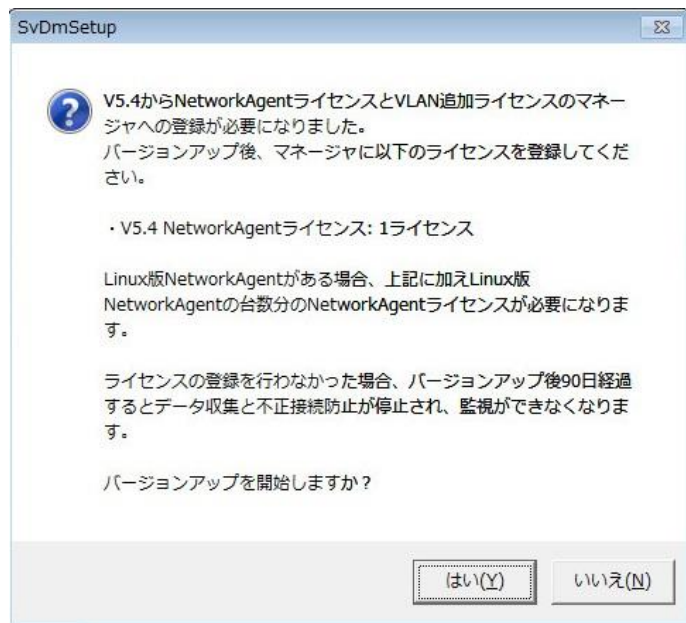 SvDmSetup
V5.4からNetworkAgentライセンスとVLAN追加ライセンスのマネー
ジャへの登録が必要になりました。
バージョンアップ後、マネージャに以下のライセンスを登録してくだ
さい。
・V5.4 NetworkAgentライセンス: 1ライセンス
Linux版NetworkAgentがある場合、上記に加えLinux版
NetworkAgentの台数分のNetworkAgentライセンスが必要になりま
す。
ライセンスの登録を行わなかった場合、バージョンアップ後90日経過
するとデータ収集と不正接続防止が停止され、監視ができなくなりま
す。
バージョンアップを開始しますか？
はい(Y) いいえ(N)